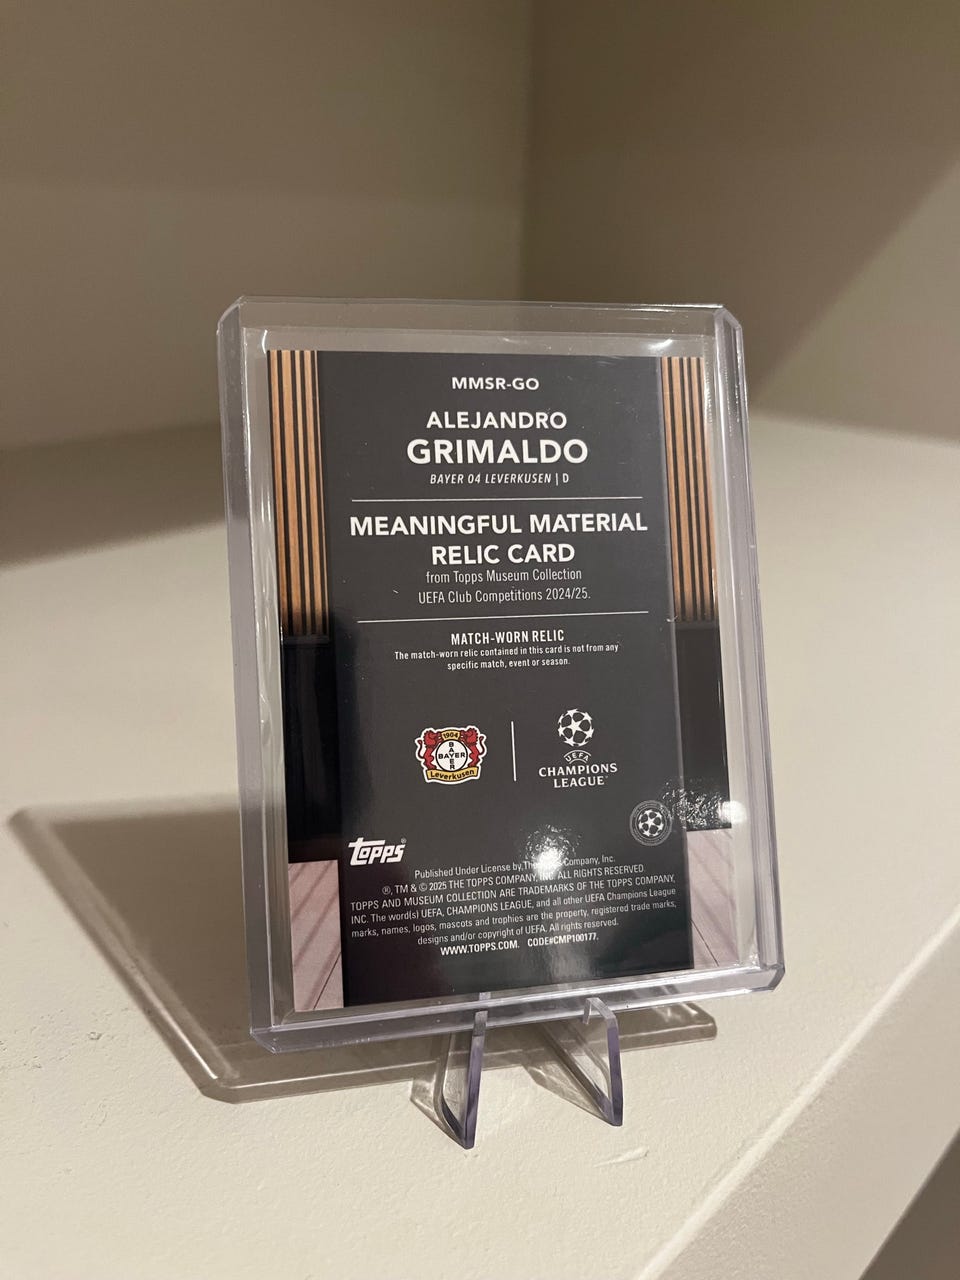 MMSR-GO
ALEJANDRO
GRIMALDO
BAYER 04 LEVERKUSEN | D
MEANINGFUL MATERIAL
RELIC CARD
from Topps Museum Collection
UEFA Club Competitions 2024/25.
MATCH-WORN RELIC
The match-worn relic contained in this card is not from any
specific match, event or season.
1904
BAYER
BAYER
Leverkusen
UEFA
CHAMPIONS
LEAGUE™
topps®
Published Under License by The Company, Inc.
®, TM & © 2025 THE TOPPS COMPANY, INC. ALL RIGHTS RESERVED
TOPPS AND MUSEUM COLLECTION ARE TRADEMARKS OF THE TOPPS COMPANY,
INC. The word(s) UEFA, CHAMPIONS LEAGUE, and all other UEFA Champions League
marks, names, logos, mascots and trophies are the property, registered trade marks,
designs and/or copyright of UEFA. All rights reserved.
WWW.TOPPS.COM. CODE#CMP100177.